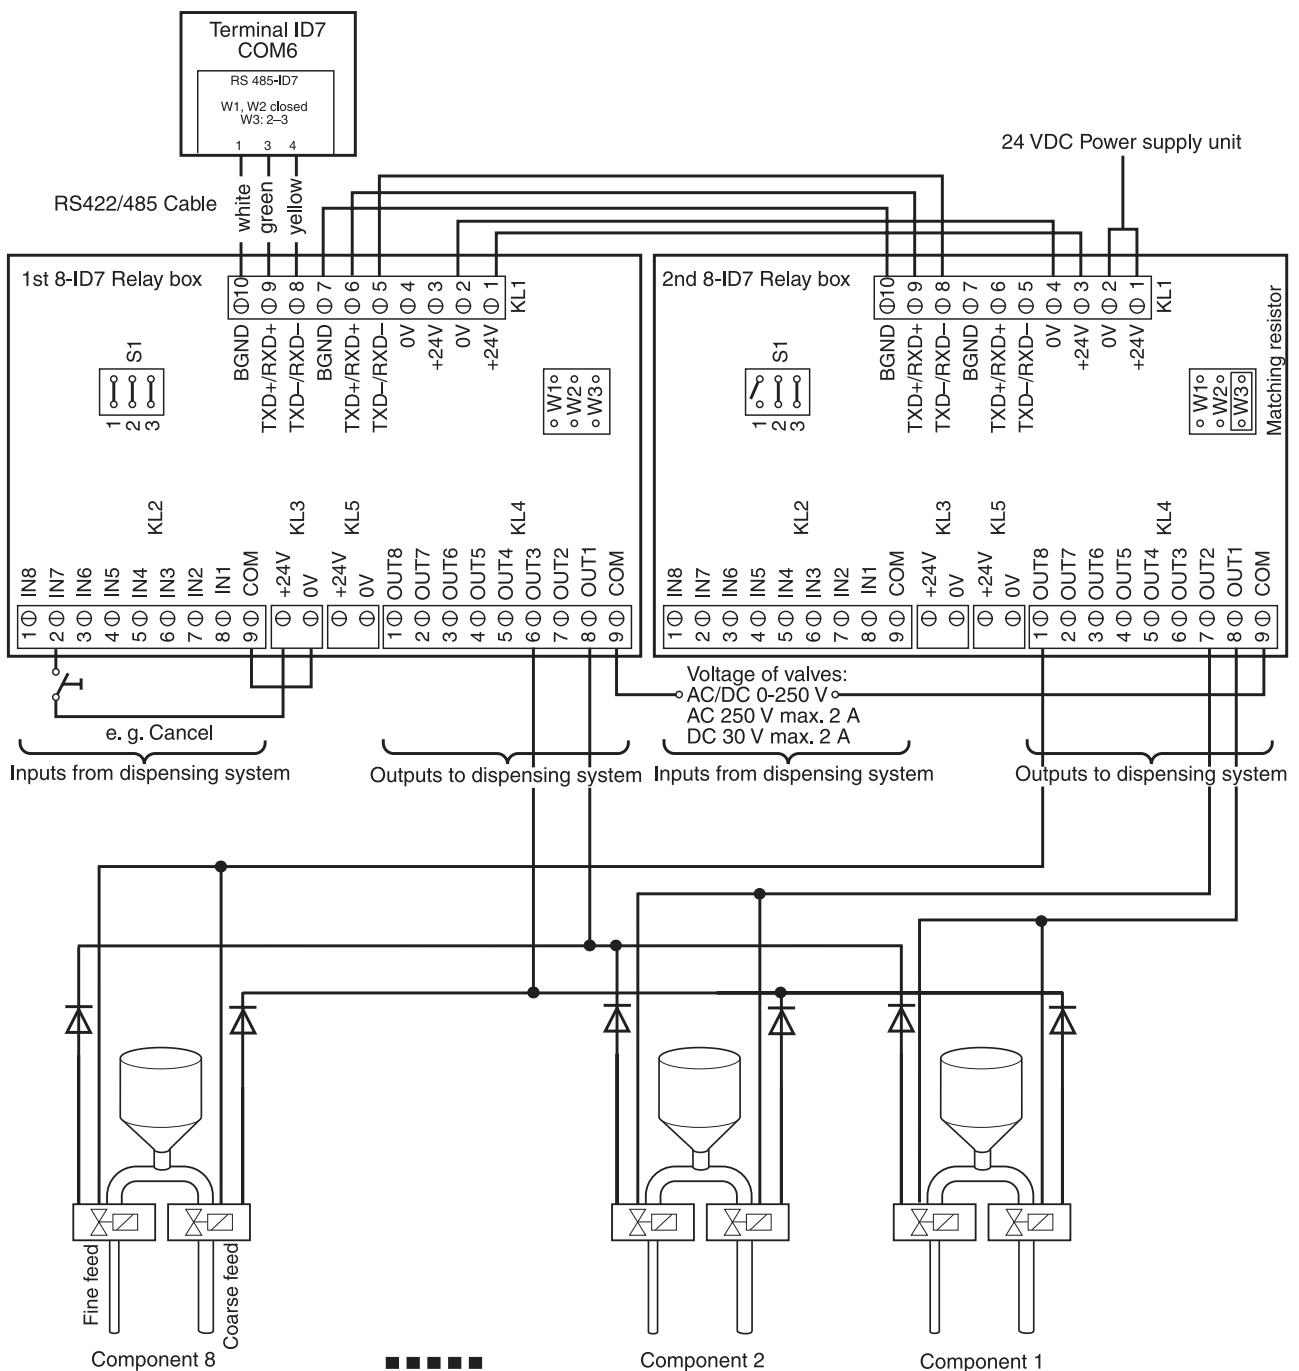 Terminal ID7
COM6
RS 485-ID7
W1, W2 closed
W3: 2–3
1 3 4
24 VDC Power supply unit
RS422/485 Cable
white
green
yellow
1st 8-ID7 Relay box
10 9 8 7 6 5 4 3 2 1
KL1
BGND
TXD+/RXD+
TXD–/RXD–
BGND
TXD+/RXD+
TXD–/RXD–
0V
+24V
0V
+24V
S1
1 2 3
W1
W2
W3
KL2
KL3
KL5
KL4
IN8
IN7
IN6
IN5
IN4
IN3
IN2
IN1
COM
+24V
0V
+24V
0V
OUT8
OUT7
OUT6
OUT5
OUT4
OUT3
OUT2
OUT1
COM
1 2 3 4 5 6 7 8 9
1 2 3 4 5 6 7 8 9
2nd 8-ID7 Relay box
10 9 8 7 6 5 4 3 2 1
KL1
BGND
TXD+/RXD+
TXD–/RXD–
BGND
TXD+/RXD+
TXD–/RXD–
0V
+24V
0V
+24V
S1
1 2 3
W1
W2
W3
Matching resistor
KL2
KL3
KL5
KL4
IN8
IN7
IN6
IN5
IN4
IN3
IN2
IN1
COM
+24V
0V
+24V
0V
OUT8
OUT7
OUT6
OUT5
OUT4
OUT3
OUT2
OUT1
COM
1 2 3 4 5 6 7 8 9
1 2 3 4 5 6 7 8 9
e. g. Cancel
Voltage of valves:
AC/DC 0-250 V
AC 250 V max. 2 A
DC 30 V max. 2 A
Inputs from dispensing system
Outputs to dispensing system
Inputs from dispensing system
Outputs to dispensing system
Fine feed
Coarse feed
Component 8
Component 2
Component 1